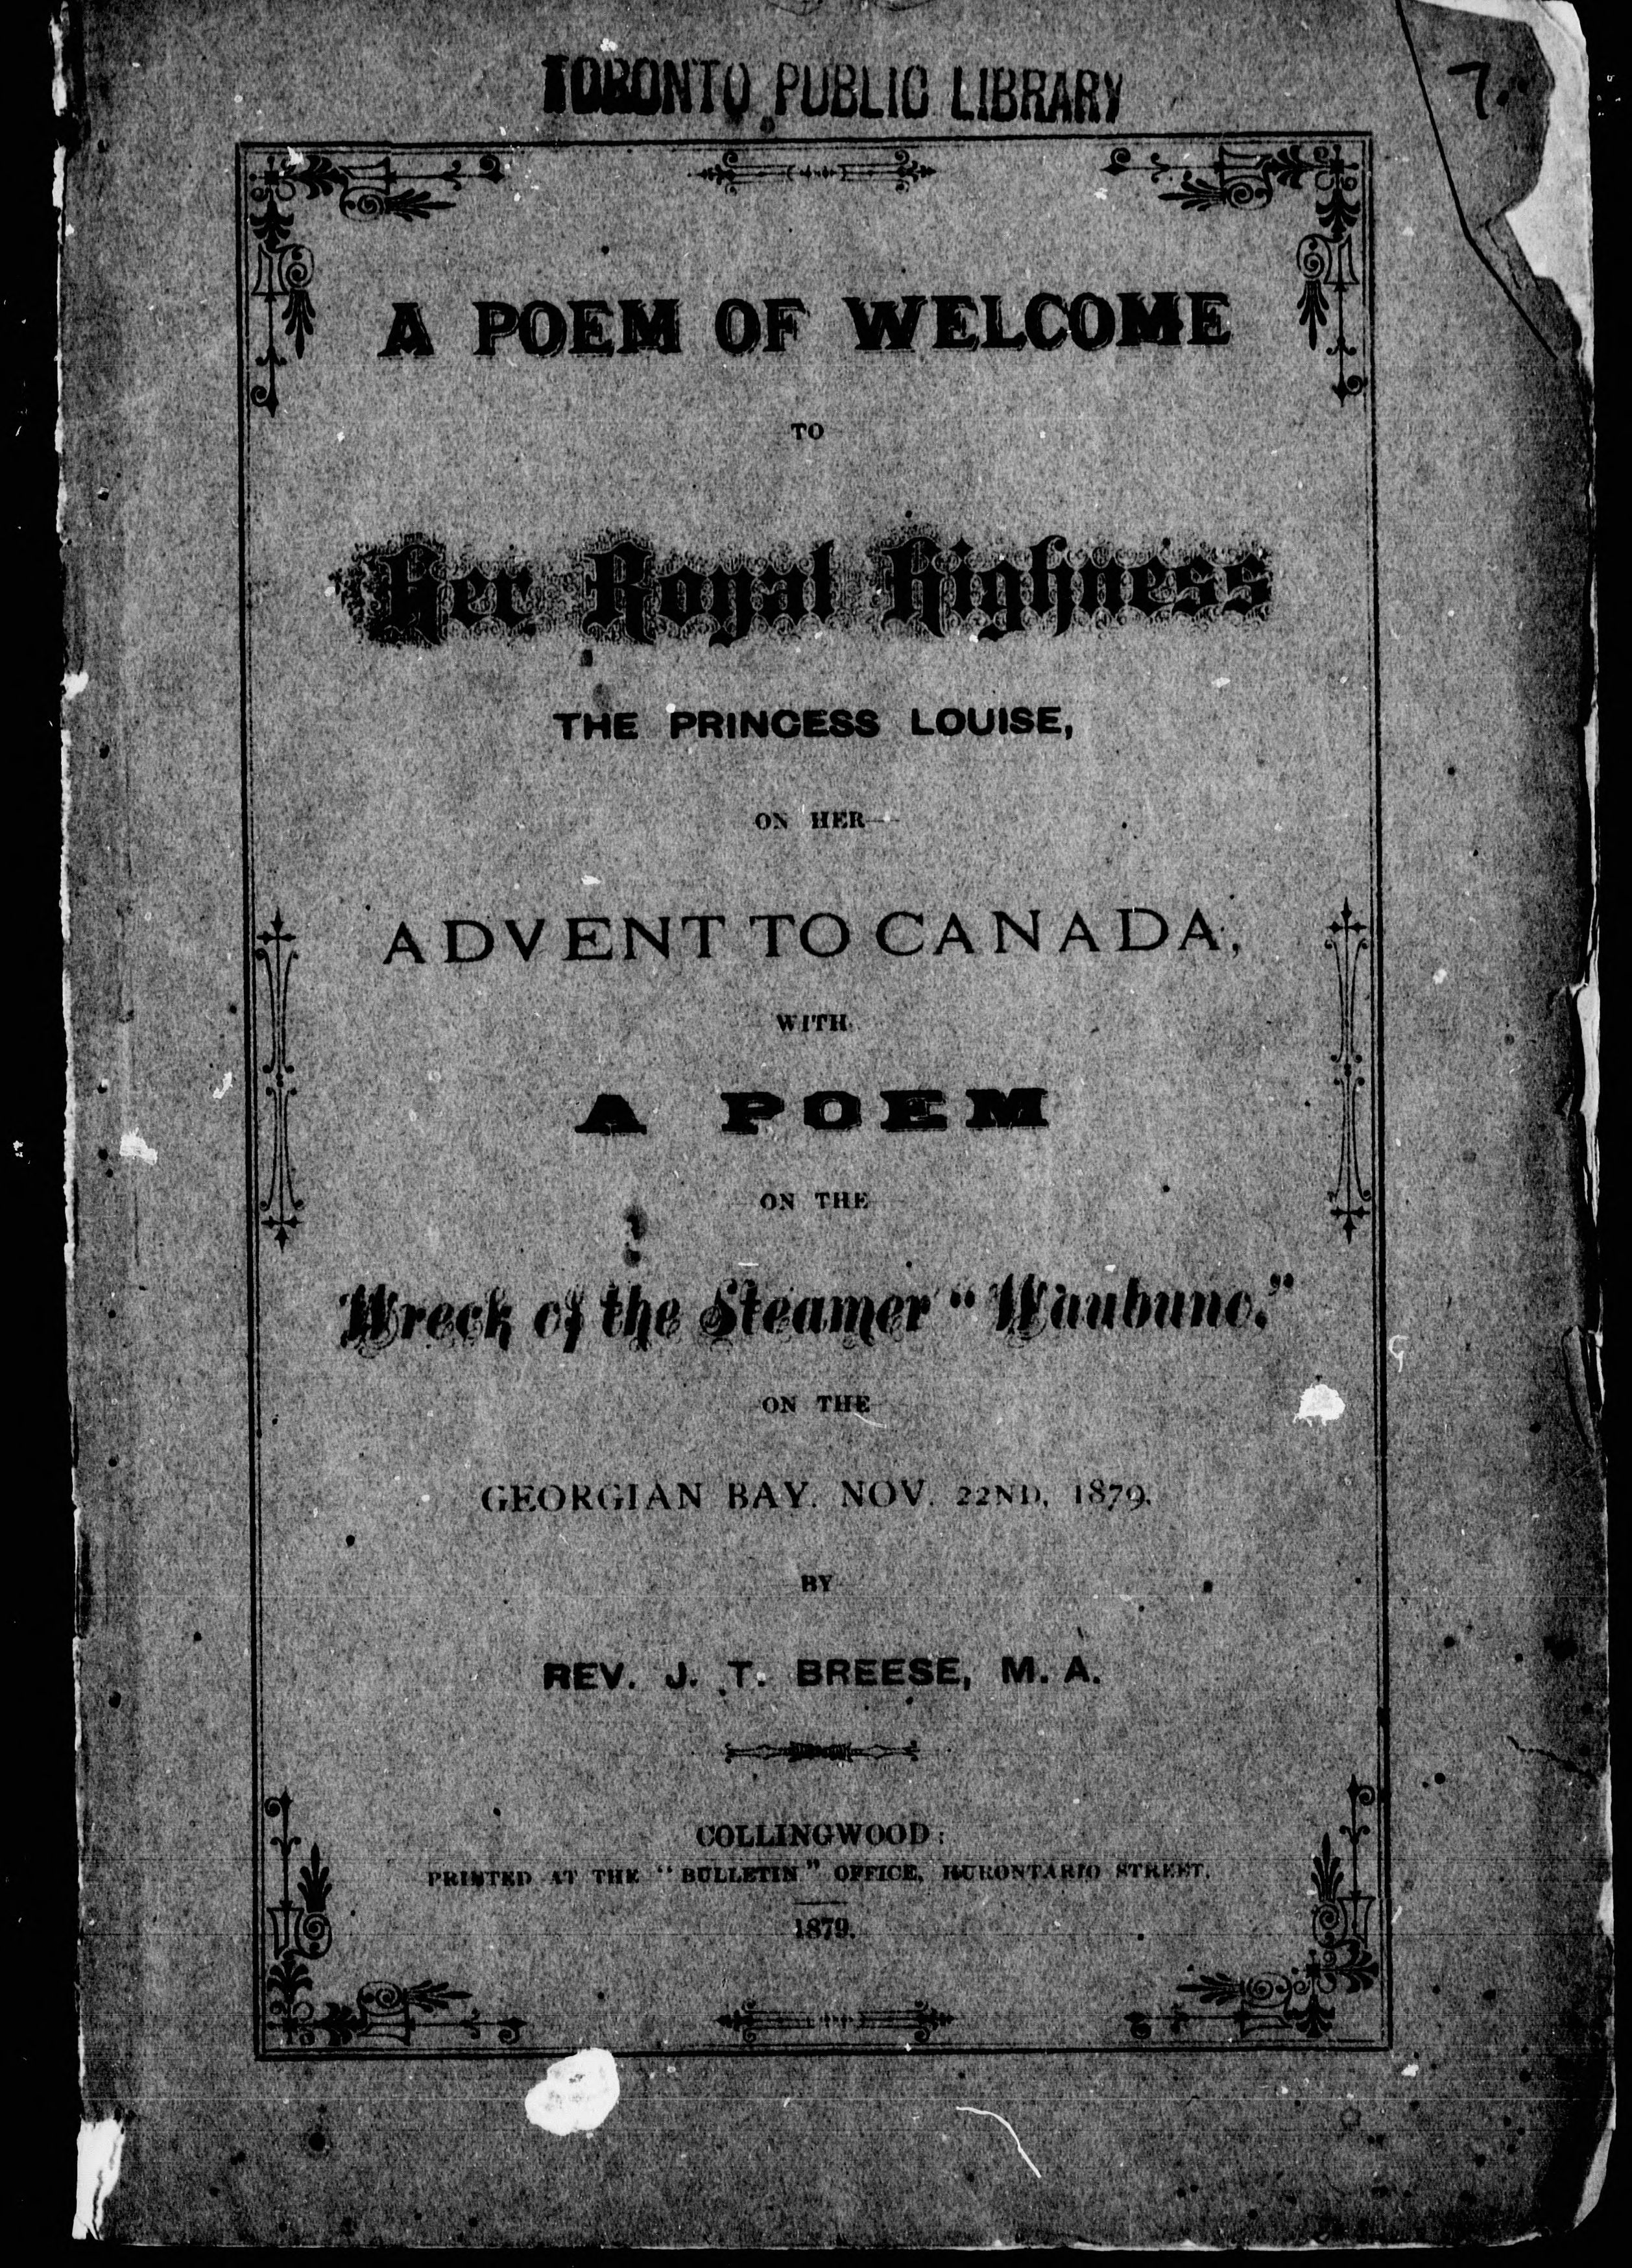 TORONTO PUBLIC LIBRARY
7.
A POEM OF WELCOME
TO
Her Royal Highness
THE PRINCESS LOUISE,
ON HER
ADVENT TO CANADA,
WITH
A POEM
ON THE
Wreck of the Steamer "Waubuno."
ON THE
GEORGIAN BAY. NOV. 22ND, 1879.
BY
REV. J. T. BREESE, M. A.
COLLINGWOOD:
PRINTED AT THE "BULLETIN" OFFICE, HURONTARIO STREET.
1879.